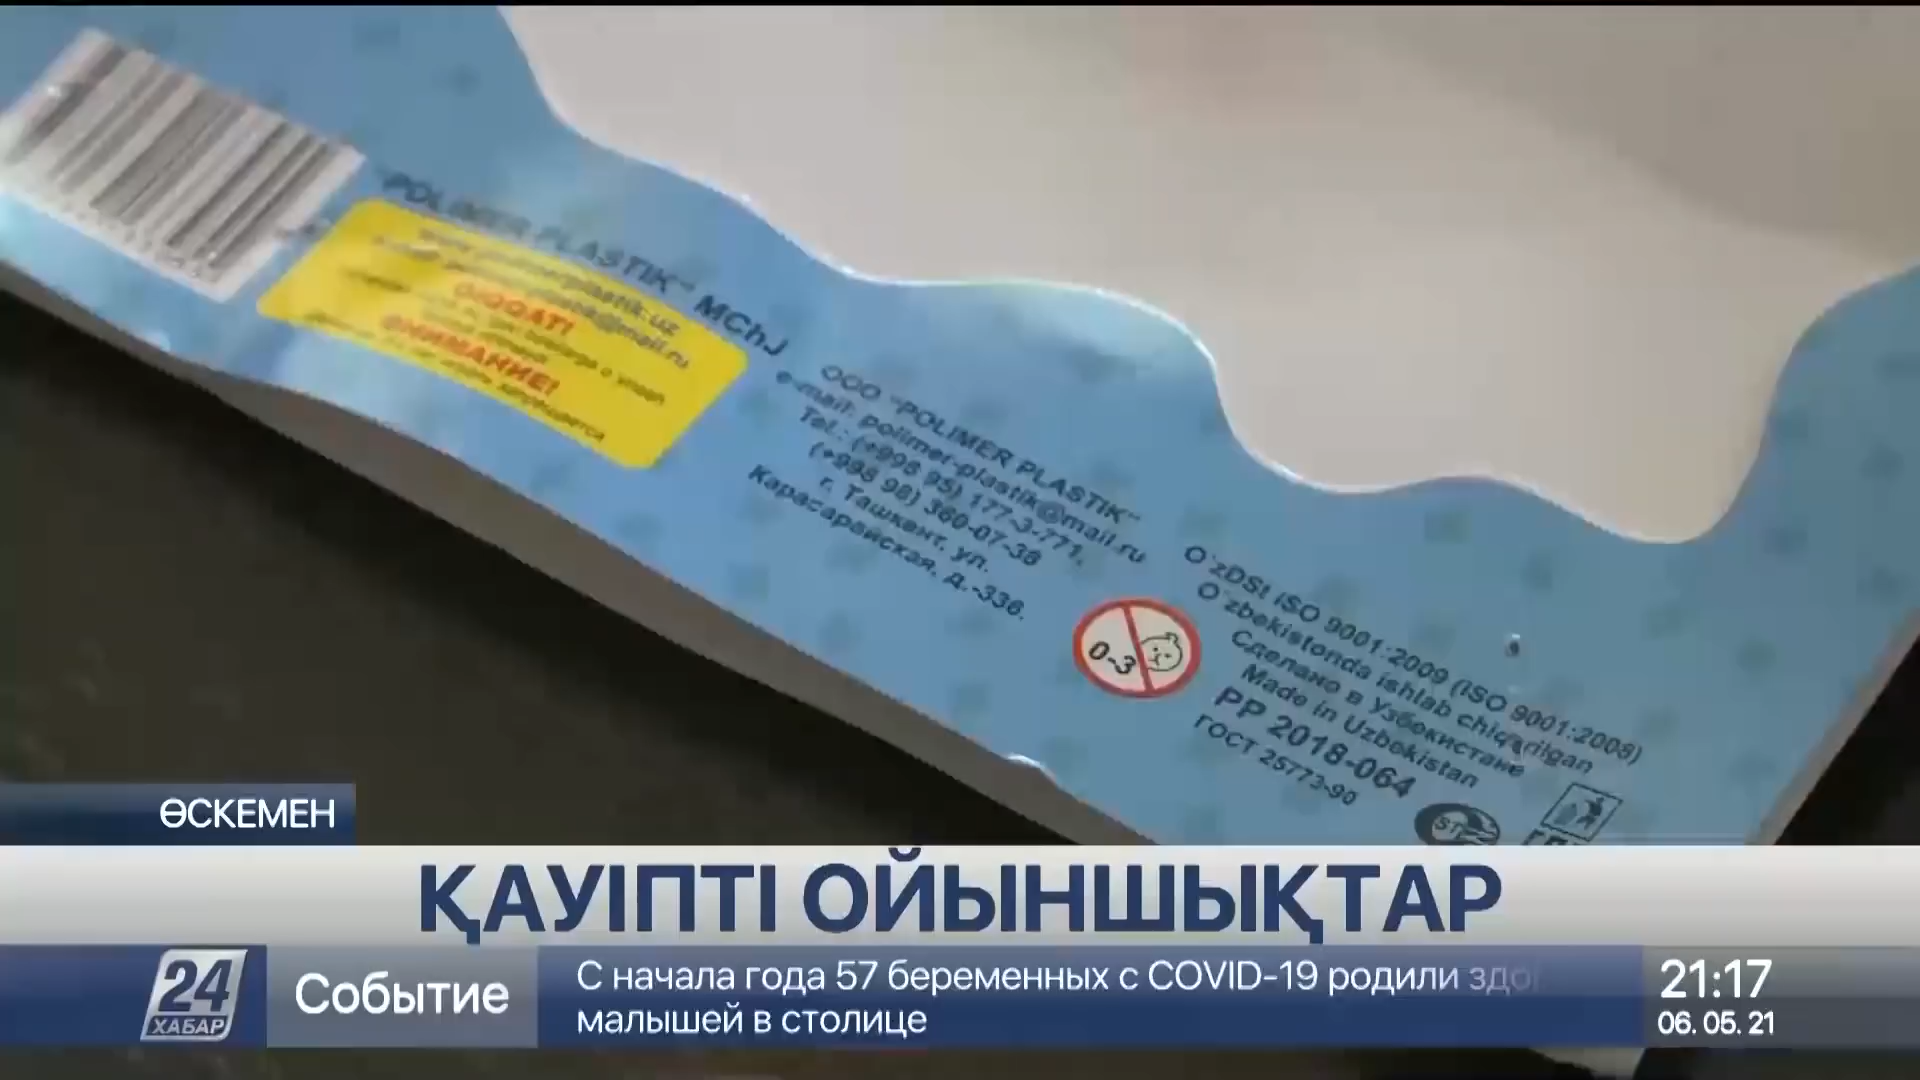 "POLIMER PLASTIK" MChJ
DIQQAT!
ВНИМАНИЕ!
ООО "POLIMER PLASTIK"
e-mail: polimer-plastik@mail.ru
Tel.: (+998 95) 177-3-771,
(+998 98) 360-07-38
г. Ташкент, ул.
Карасарайская, д.-336.
0-3
O`zDSt ISO 9001:2009 (ISO 9001:2008)
O`zbekistonda ishlab chiqarilgan
Сделано в Узбекистане
Made in Uzbekistan
PP 2018-064
ГОСТ 25773-90
ӨСКЕМЕН
ҚАУІПТІ ОЙЫНШЫҚТАР
24
ХАБАР
Событие
С начала года 57 беременных с COVID-19 родили
малышей в столице
21:17
06. 05. 21